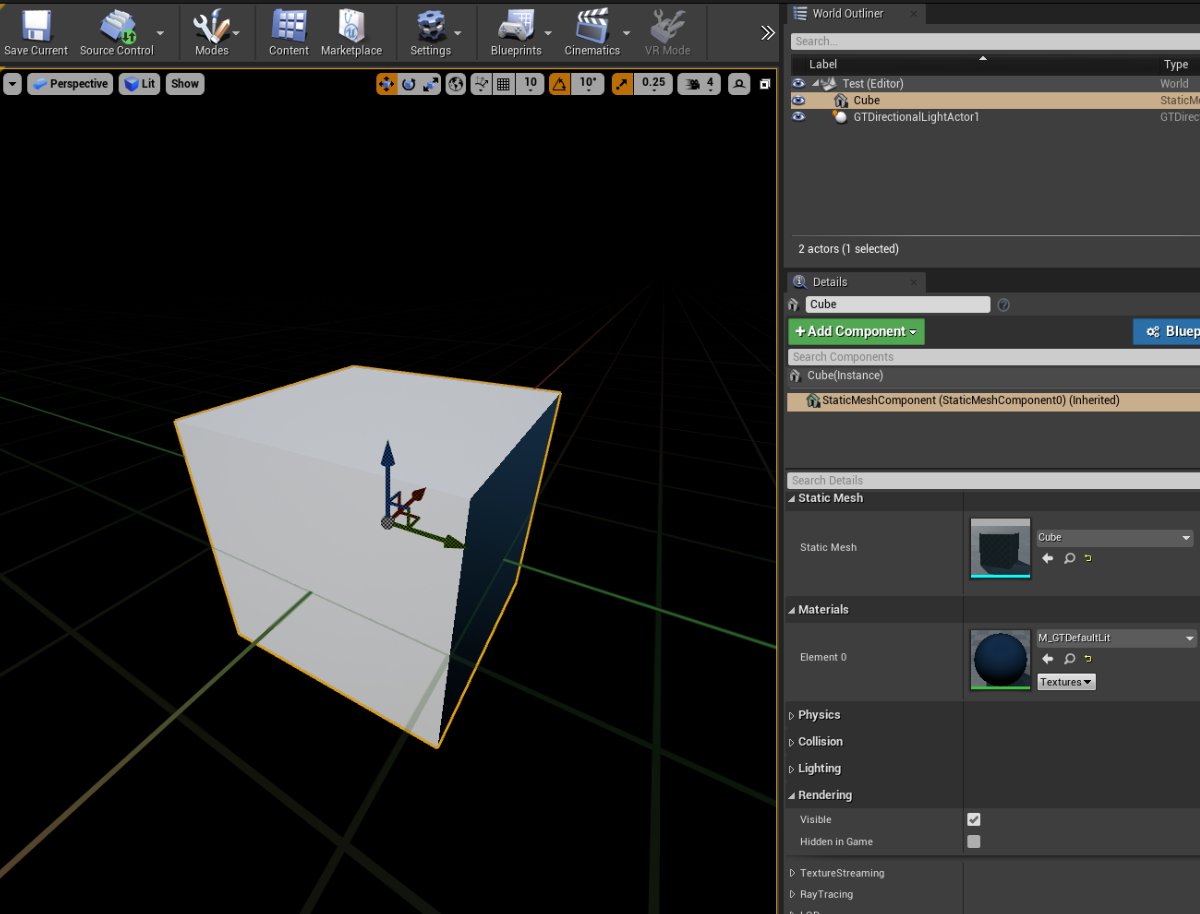 Save Current
Source Control
Modes
Content
Marketplace
Settings
Blueprints
Cinematics
VR Mode
World Outliner
Perspective
Lit
Show
10
10°
0.25
4
Search...
Label
Type
Test (Editor)
World
Cube
StaticMe
GTDirectionalLightActor1
GTDirec
2 actors (1 selected)
Details
Cube
+Add Component
Bluep
Search Components
Cube(Instance)
StaticMeshComponent (StaticMeshComponent0) (Inherited)
Search Details
Static Mesh
Static Mesh
Cube
Materials
Element 0
M_GTDefaultLit
Textures
Physics
Collision
Lighting
Rendering
Visible
Hidden in Game
TextureStreaming
RayTracing